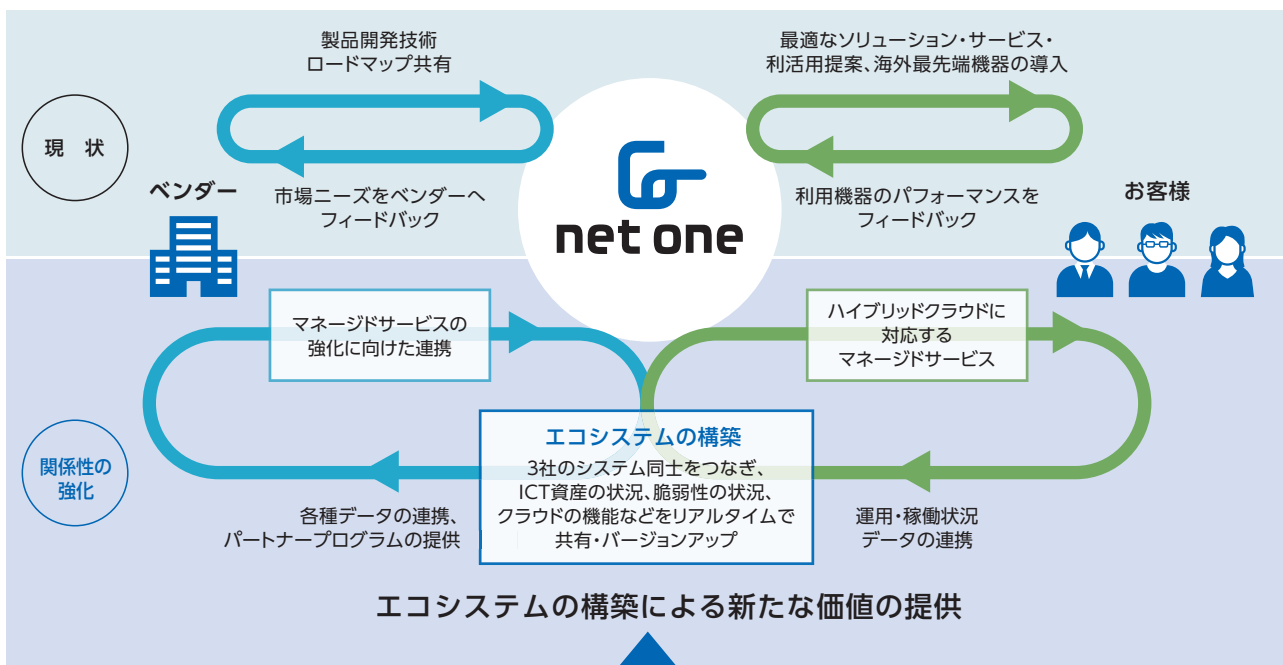 製品開発技術
ロードマップ共有
最適なソリューション・サービス・
利活用提案、海外最先端機器の導入
現 状
ベンダー
市場ニーズをベンダーへ
フィードバック
net one
利用機器のパフォーマンスを
フィードバック
お客様
マネージドサービスの
強化に向けた連携
ハイブリッドクラウドに
対応する
マネージドサービス
関係性の
強化
エコシステムの構築
3社のシステム同士をつなぎ、
ICT資産の状況、脆弱性の状況、
クラウドの機能などをリアルタイムで
共有・バージョンアップ
各種データの連携、
パートナープログラムの提供
運用・稼働状況
データの連携
エコシステムの構築による新たな価値の提供